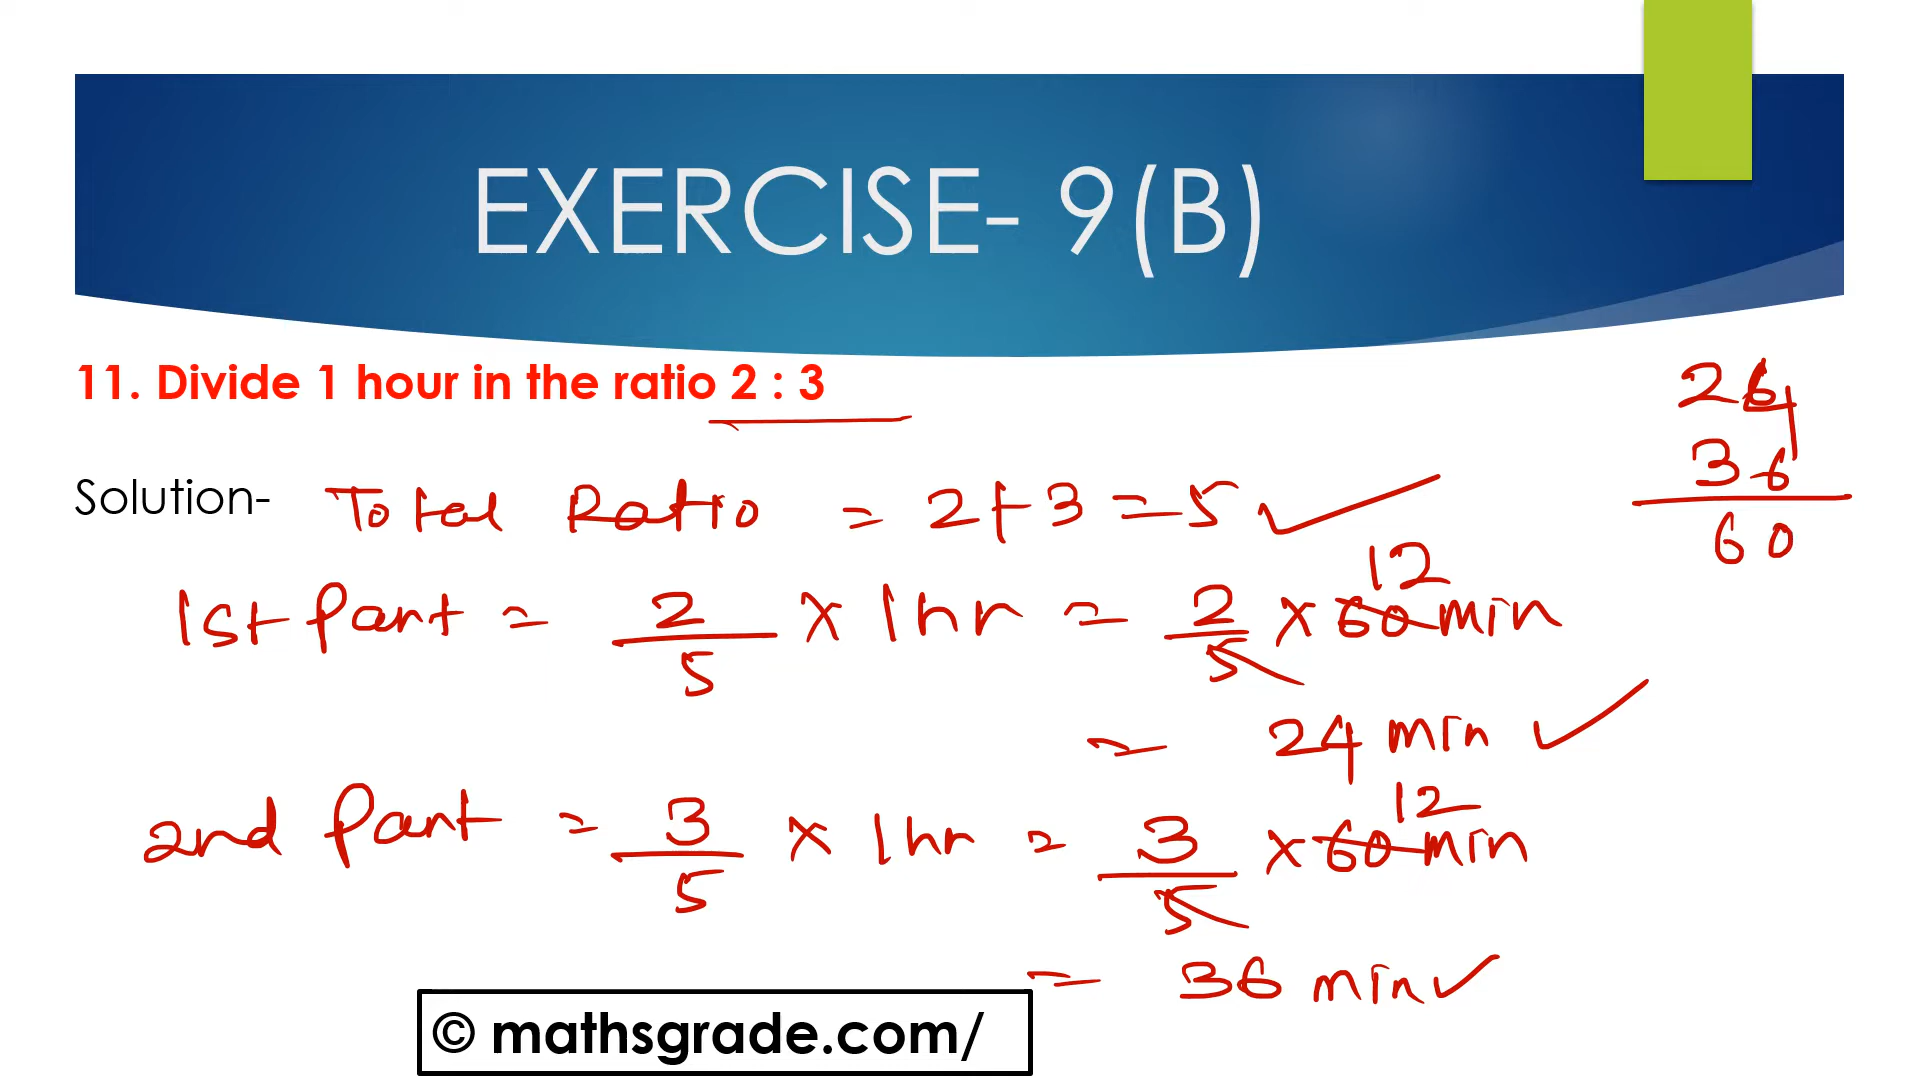 EXERCISE- 9(B)
11. Divide 1 hour in the ratio 2 : 3
Solution- Total Ratio = 2+3=5 ✓
1st Part = 2/5 × 1hr = 2/5 × 60 min
12
= 24 min ✓
2nd Part = 3/5 × 1hr = 3/5 × 60 min
12
= 36 min ✓
36
60
© mathsgrade.com/